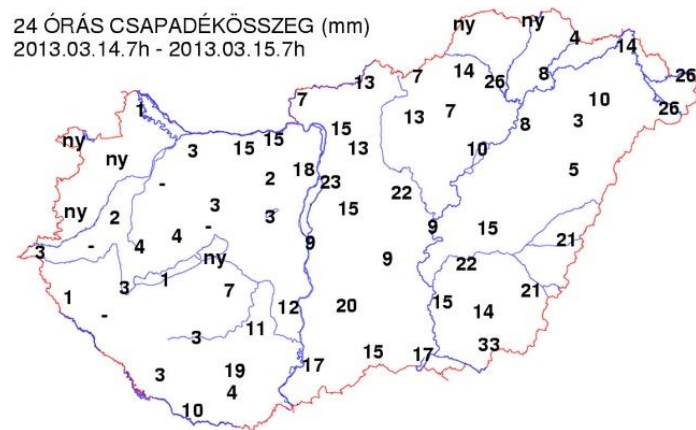 24 ÓRÁS CSAPADÉKÖSSZEG (mm)
2013.03.14.7h - 2013.03.15.7h
ny ny 4 14
13 7 14 26 8 26
7 10 26
1 15 13 7 8 3
ny 3 15 15 13 10
ny - 2 18 23 22 5
ny 2 3 15
3 - 4 4 - 3 9 9 15 21
ny 9 22
1 3 1 7 12 20 15 14 21
- 3 11 33
3 19 17 15 17
4
10